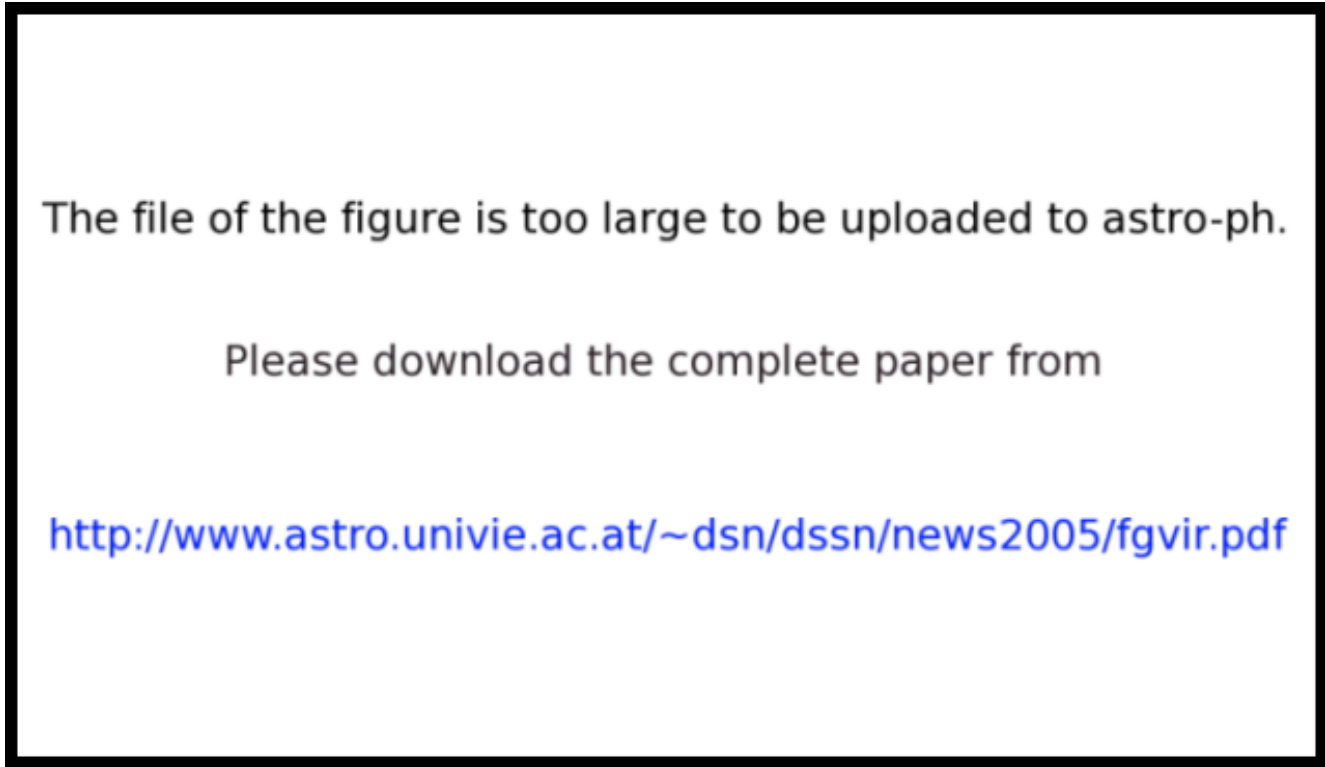 The file of the figure is too large to be uploaded to astro-ph.
Please download the complete paper from
http://www.astro.univie.ac.at/~dsn/dssn/news2005/fgvir.pdf